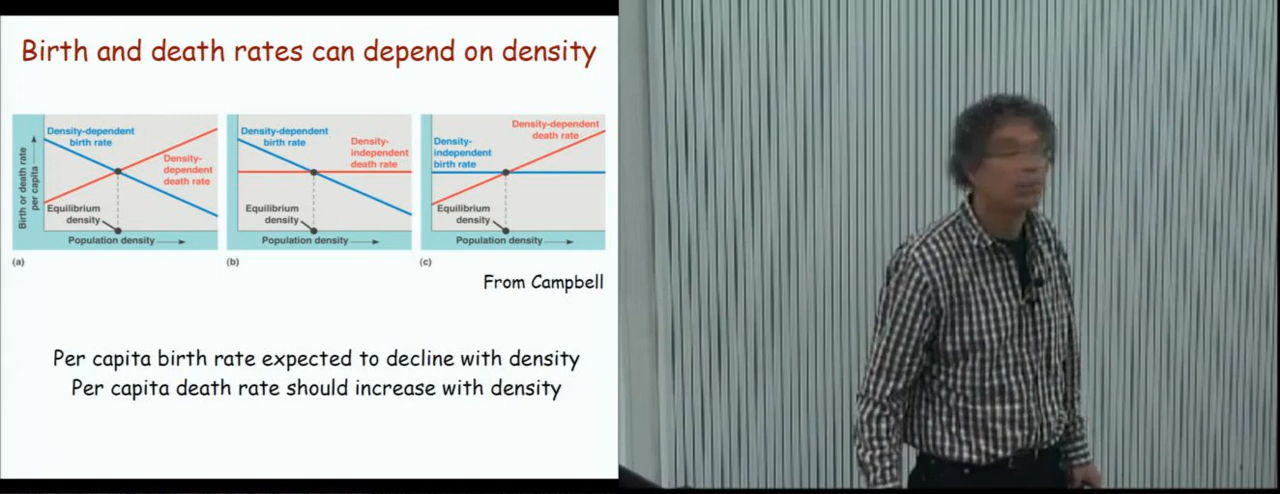 Birth and death rates can depend on density
Birth or death rate
per capita
Density-dependent
birth rate
Density-
dependent
death rate
Equilibrium
density
Population density
(a)
Density-dependent
birth rate
Density-
independent
death rate
Equilibrium
density
Population density
(b)
Density-dependent
death rate
Density-
independent
birth rate
Equilibrium
density
Population density
(c)
From Campbell
Per capita birth rate expected to decline with density
Per capita death rate should increase with density